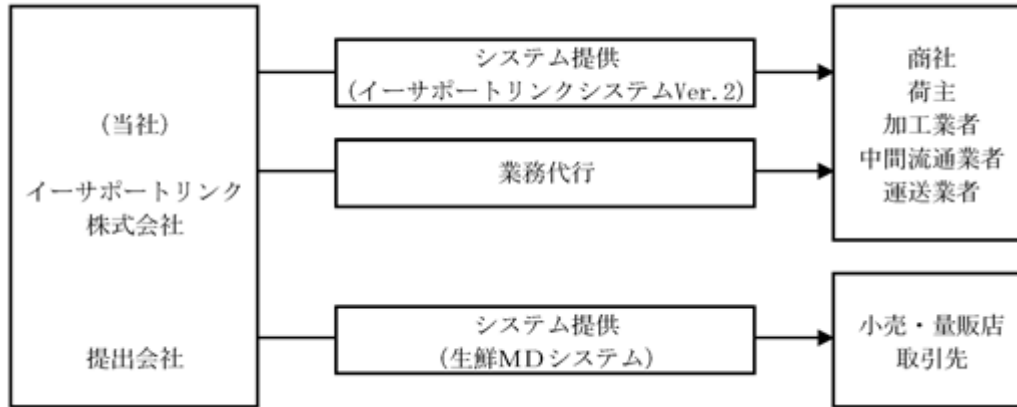 (当社)
イーサポートリンク
株式会社
提出会社
システム提供
(イーサポートリンクシステムVer.2)
業務代行
システム提供
(生鮮MDシステム)
商社
荷主
加工業者
中間流通業者
運送業者
小売・量販店
取引先